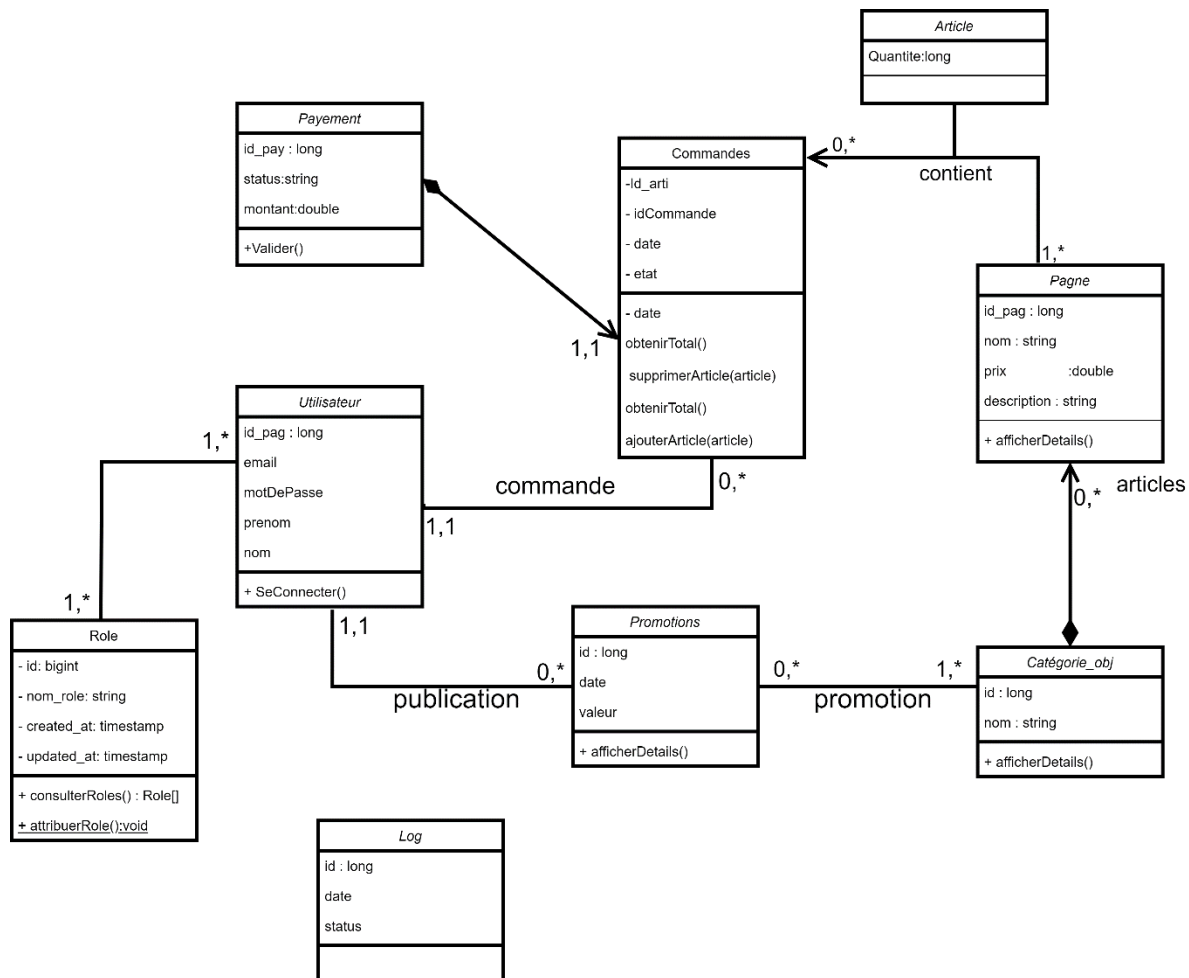 Article
Quantite:long
Payement
id_pay : long
status:string
montant:double
+Valider()
1,1
Commandes
-Id_arti
- idCommande
- date
- etat
- date
obtenirTotal()
supprimerArticle(article)
obtenirTotal()
ajouterArticle(article)
0,*
contient
1,*
Pagne
id_pag : long
nom : string
prix :double
description : string
+ afficherDetails()
0,*
articles
Utilisateur
id_pag : long
email
motDePasse
prenom
nom
+ SeConnecter()
1,*
commande
0,*
1,1
1,*
Role
- id: bigint
- nom_role: string
- created_at: timestamp
- updated_at: timestamp
+ consulterRoles() : Role[]
+ attribuerRole():void
1,1
publication
0,*
Promotions
id : long
date
valeur
+ afficherDetails()
0,*
promotion
1,*
Catégorie_obj
id : long
nom : string
+ afficherDetails()
Log
id : long
date
status